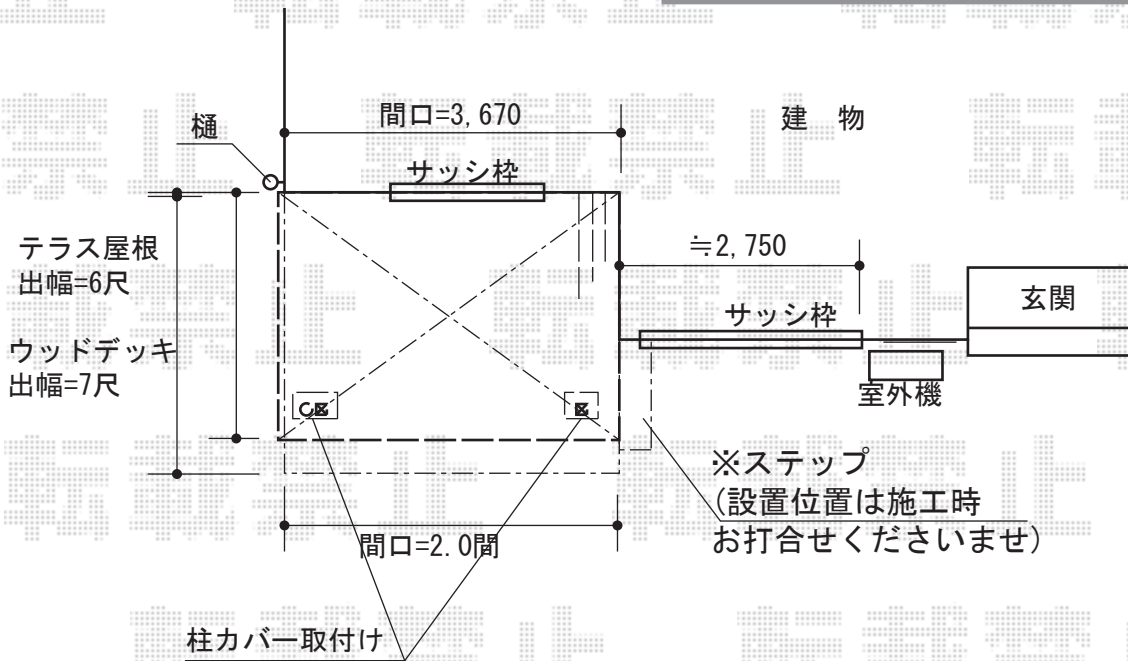 間口=3,670
建 物
樋
サッシ枠
テラス屋根
出幅=6尺
≒2,750
玄関
サッシ枠
ウッドデッキ
出幅=7尺
室外機
※ステップ
(設置位置は施工時
お打合せくださいませ)
間口=2.0間
柱カバー取付け